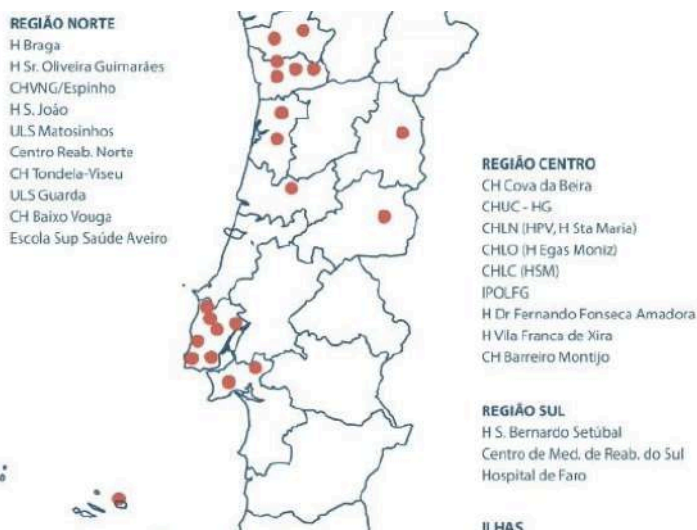 REGIÃO NORTE
H Braga
H Sr. Oliveira Guimarães
CHVNG/Espinho
H S. João
ULS Matosinhos
Centro Reab. Norte
CH Tondela-Viseu
ULS Guarda
CH Baixo Vouga
Escola Sup Saúde Aveiro
REGIÃO CENTRO
CH Cova da Beira
CHUC - HG
CHLN (HPV, H Sta Maria)
CHLO (H Egas Moniz)
CHLC (HSM)
IPOLFG
H Dr Fernando Fonseca Amadora
H Vila Franca de Xira
CH Barreiro Montijo
REGIÃO SUL
H S. Bernardo Setúbal
Centro de Med. de Reab. do Sul
Hospital de Faro
ILHAS